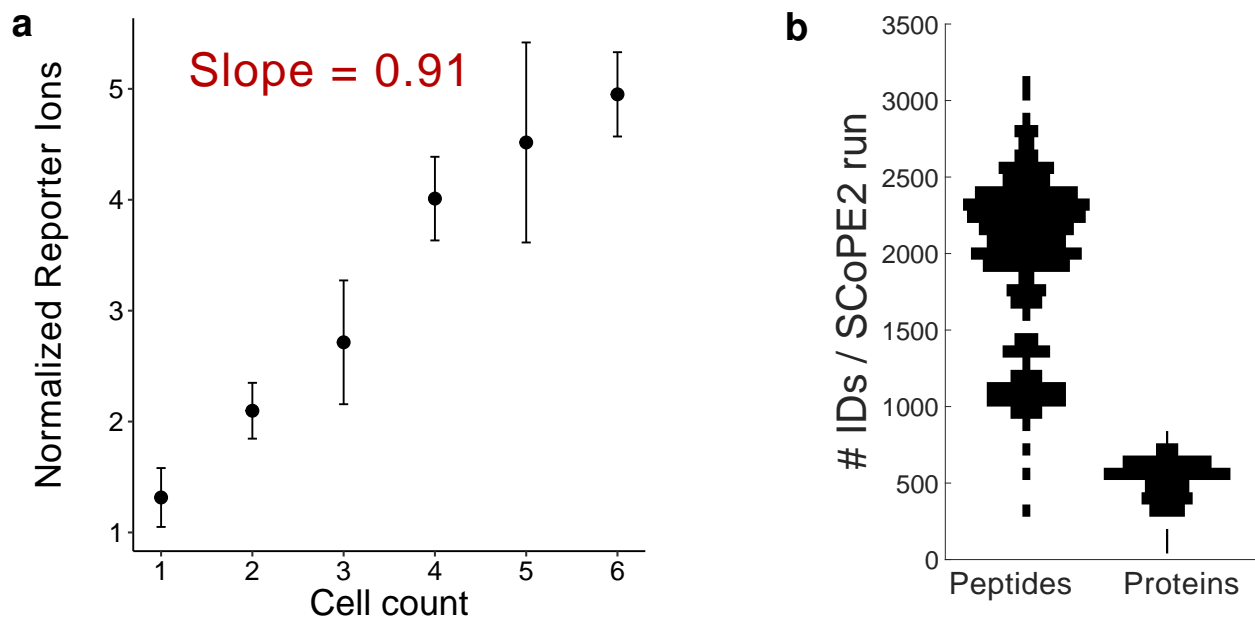 a
Slope = 0.91
Normalized Reporter Ions
5
4
3
2
1
1 2 3 4 5 6
Cell count
b
# IDs / SCoPE2 run
3500
3000
2500
2000
1500
1000
500
0
Peptides Proteins